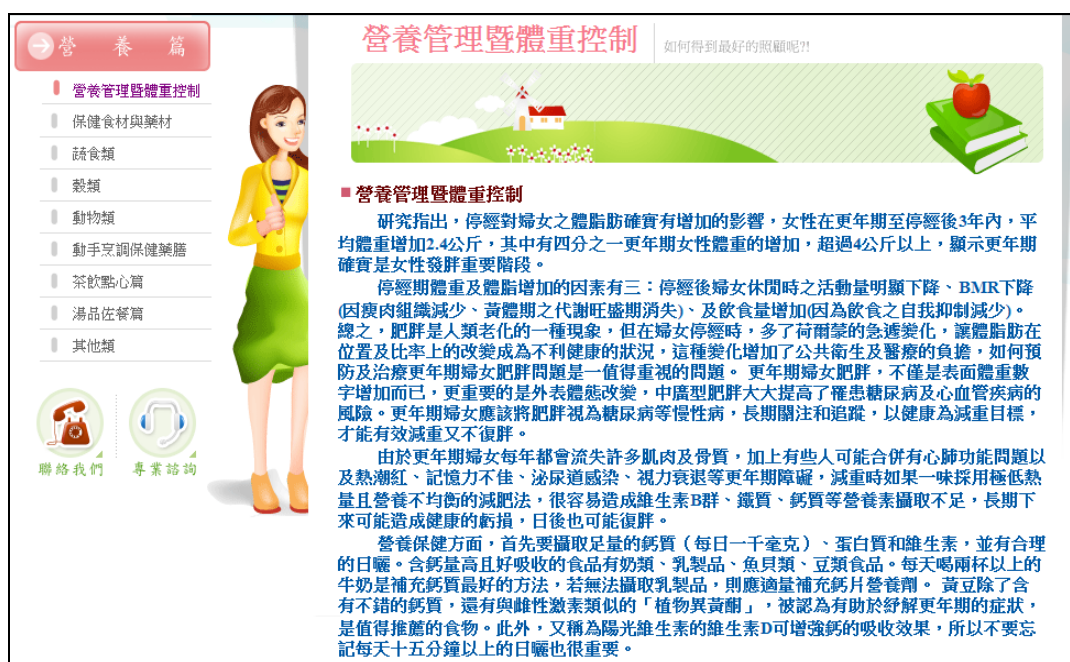 營養篇
營養管理暨體重控制
保健食材與藥材
蔬食類
穀類
動物類
動手烹調保健藥膳
茶飲點心篇
湯品佐餐篇
其他類
聯絡我們
專業諮詢
營養管理暨體重控制
如何得到最好的照顧呢?!
營養管理暨體重控制
研究指出，停經對婦女之體脂肪確實有增加的影響，女性在更年期至停經後3年內，平
均體重增加2.4公斤，其中有四分之一更年期女性體重的增加，超過4公斤以上，顯示更年期
確實是女性發胖重要階段。
停經期體重及體脂增加的因素有三：停經後婦女休閒時之活動量明顯下降、BMR下降
(因瘦肉組織減少、黃體期之代謝旺盛期消失)、及飲食量增加(因為飲食之自我抑制減少)。
總之，肥胖是人類老化的一種現象，但在婦女停經時，多了荷爾蒙的急遽變化，讓體脂肪在
位置及比率上的改變成為不利健康的狀況，這種變化增加了公共衛生及醫療的負擔，如何預
防及治療更年期婦女肥胖問題是一值得重視的問題。 更年期婦女肥胖，不僅是表面體重數
字增加而已，更重要的是外表體態改變，中廣型肥胖大大提高了罹患糖尿病及心血管疾病的
風險。更年期婦女應該將肥胖視為糖尿病等慢性病，長期關注和追蹤，以健康為減重目標，
才能有效減重又不復胖。
由於更年期婦女每年都會流失許多肌肉及骨質，加上有些人可能合併有心肺功能問題以
及熱潮紅、記憶力不佳、泌尿道感染、視力衰退等更年期障礙，減重時如果一味採用極低熱
量且營養不均衡的減肥法，很容易造成維生素B群、鐵質、鈣質等營養素攝取不足，長期下
來可能造成健康的虧損，日後也可能復胖。
營養保健方面，首先要攝取足量的鈣質（每日一千毫克）、蛋白質和維生素，並有合理
的日曬。含鈣量高且好吸收的食品有奶類、乳製品、魚貝類、豆類食品。每天喝兩杯以上的
牛奶是補充鈣質最好的方法，若無法攝取乳製品，則應適量補充鈣片營養劑。 黃豆除了含
有不錯的鈣質，還有與雌性激素類似的「植物異黃酮」，被認為有助於紓解更年期的症狀，
是值得推薦的食物。此外，又稱為陽光維生素的維生素D可增強鈣的吸收效果，所以不要忘
記每天十五分鐘以上的日曬也很重要。